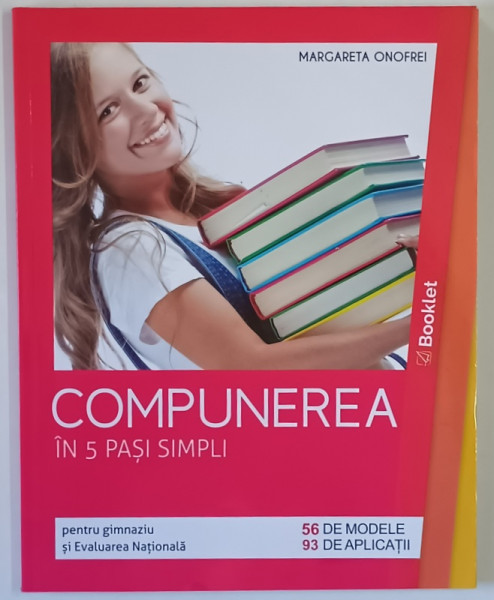 MARGARETA ONOFREI
Booklet
COMPUNEREA
ÎN 5 PAȘI SIMPLI
pentru gimnaziu
și Evaluarea Națională
56 DE MODELE
93 DE APLICAȚII